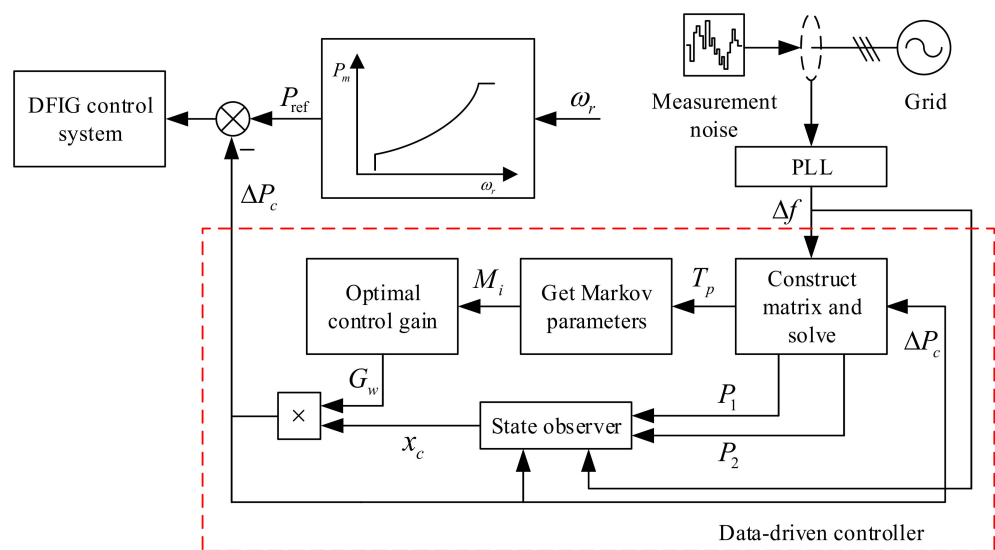 DFIG control
system
P_ref
−
ΔP_c
P_m
ω_r
ω_r
Measurement
noise
Grid
PLL
Δf
Optimal
control gain
M_i
Get Markov
parameters
T_p
Construct
matrix and
solve
ΔP_c
G_w
×
x_c
State observer
P_1
P_2
Data-driven controller